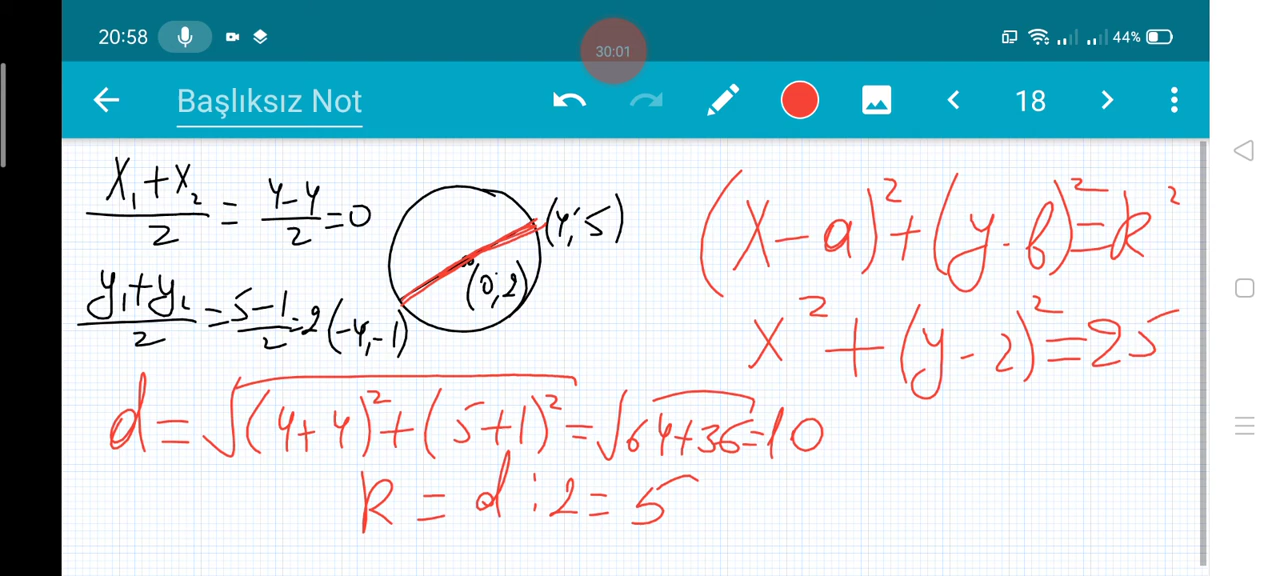 20:58 30:01 44%
Başlıksız Not 18
(x₁+x₂)/2 = (4-4)/2 = 0
(4; 5)
(y₁+y₂)/2 = (5-1)/2 = 2
(0; 2)
(-4, -1)
(x-a)²+(y-b)²=R²
x²+(y-2)²=25
d=√((4+4)²+(5+1)²)=√(64+36)=10
R=d:2=5